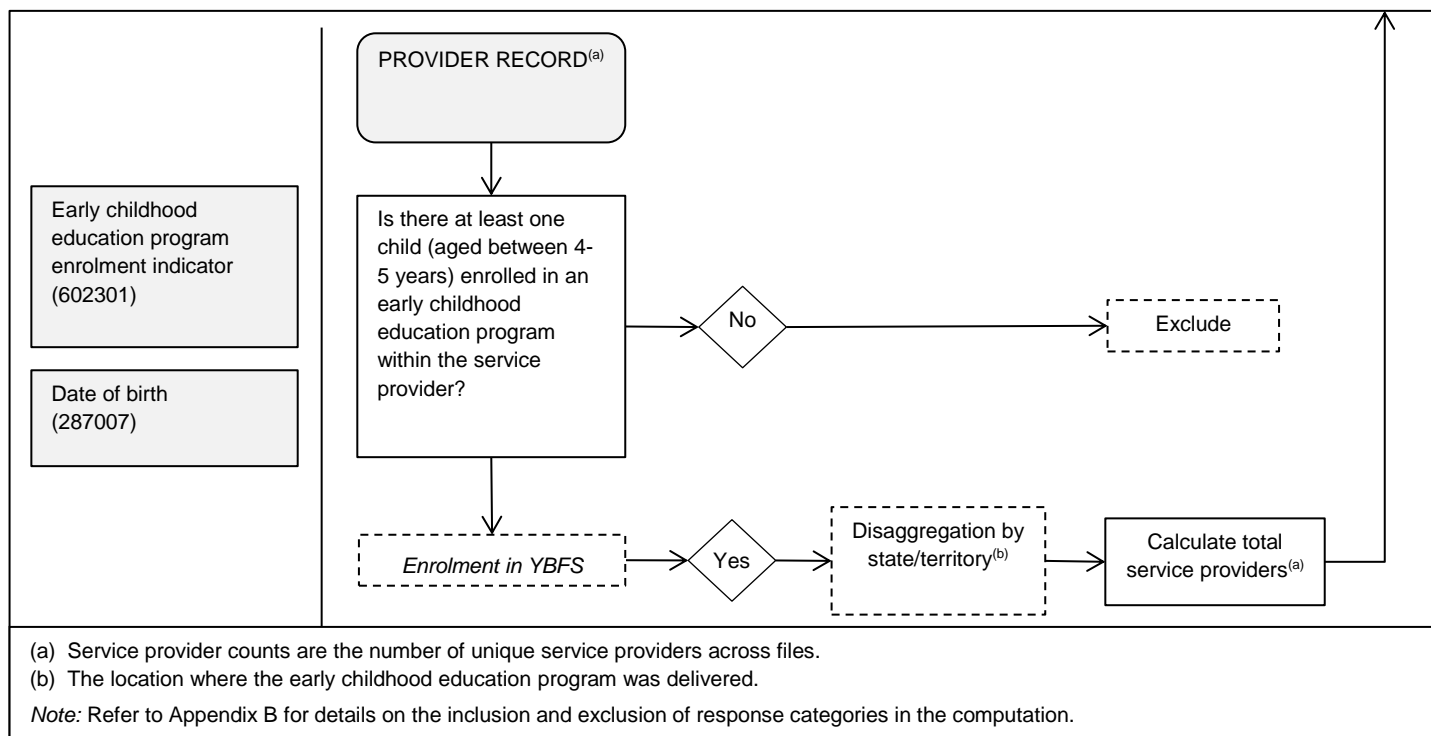 PROVIDER RECORD(a)
Early childhood
education program
enrolment indicator
(602301)
Date of birth
(287007)
Is there at least one
child (aged between 4-
5 years) enrolled in an
early childhood
education program
within the service
provider?
No
Exclude
Enrolment in YBFS
Yes
Disaggregation by
state/territory(b)
Calculate total
service providers(a)
(a) Service provider counts are the number of unique service providers across files.
(b) The location where the early childhood education program was delivered.
Note: Refer to Appendix B for details on the inclusion and exclusion of response categories in the computation.